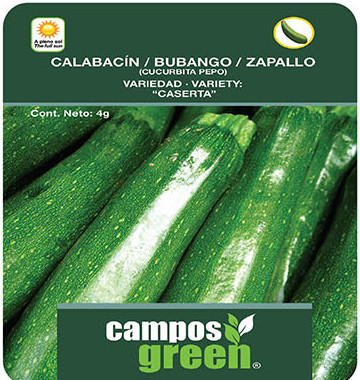 A pleno sol
The full sun
CALABACÍN / BUBANGO / ZAPALLO
(CUCURBITA PEPO)
VARIEDAD - VARIETY:
"CASERTA"
Cont. Neto: 4g
campos
green®